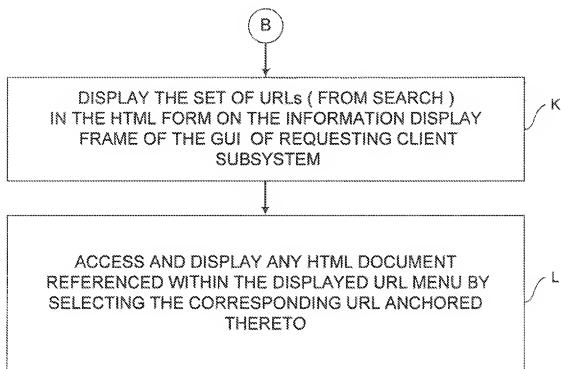 B
DISPLAY THE SET OF URLs ( FROM SEARCH )
IN THE HTML FORM ON THE INFORMATION DISPLAY
FRAME OF THE GUI OF REQUESTING CLIENT
SUBSYSTEM
K
ACCESS AND DISPLAY ANY HTML DOCUMENT
REFERENCED WITHIN THE DISPLAYED URL MENU BY
SELECTING THE CORRESPONDING URL ANCHORED
THERETO
L